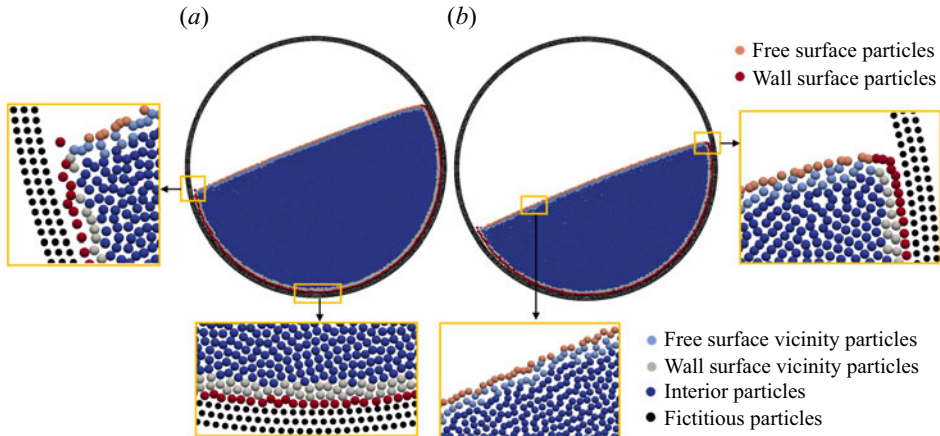 (a)
(b)
Free surface particles
Wall surface particles
Free surface vicinity particles
Wall surface vicinity particles
Interior particles
Fictitious particles